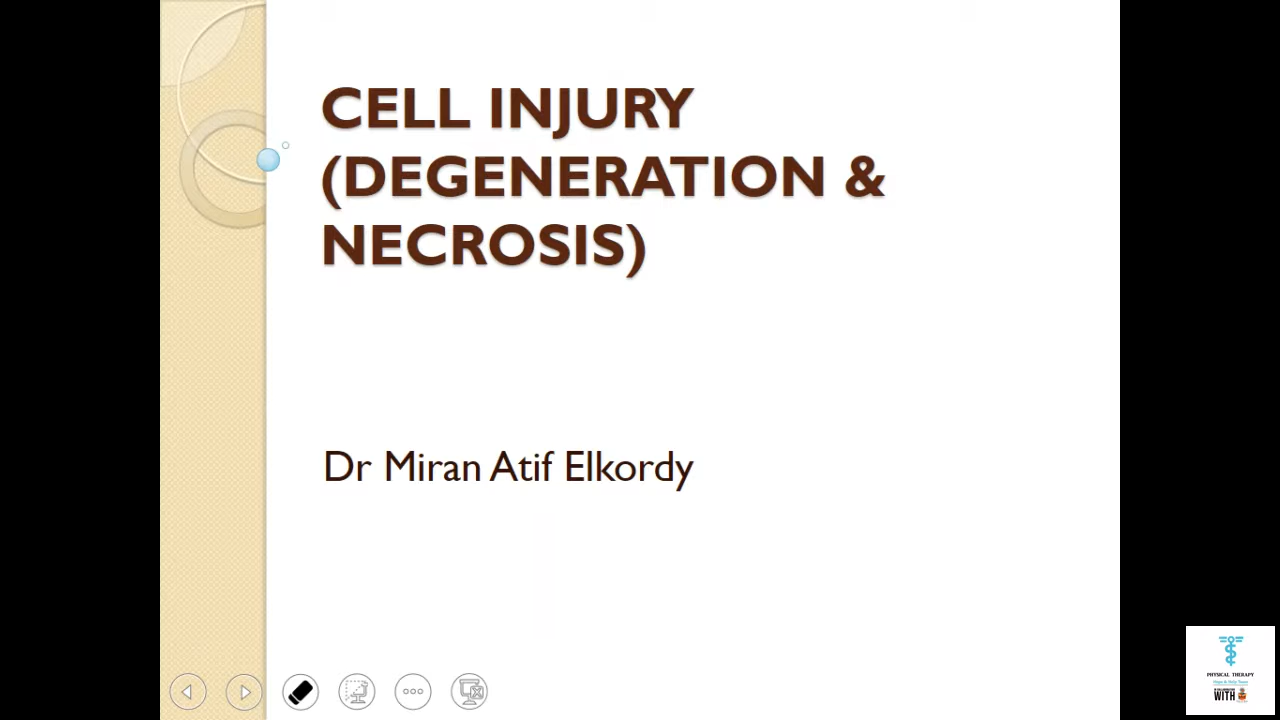 CELL INJURY
(DEGENERATION &
NECROSIS)
Dr Miran Atif Elkordy
PHYSICAL THERAPY
WITH